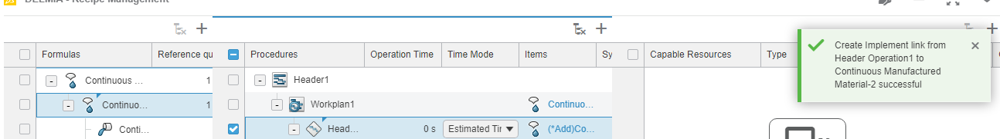 DELMIA - Recipe Management
Formulas Reference qu Procedures Operation Time Time Mode Items Sy Capable Resources Type
Create Implement link from
Header Operation1 to
Continuous Manufactured
Material-2 successful
Continuous ... 1 Header1
Continuo... 1 Workplan1 Continuo...
Conti... Head... 0 s Estimated Tir (*Add)Co...